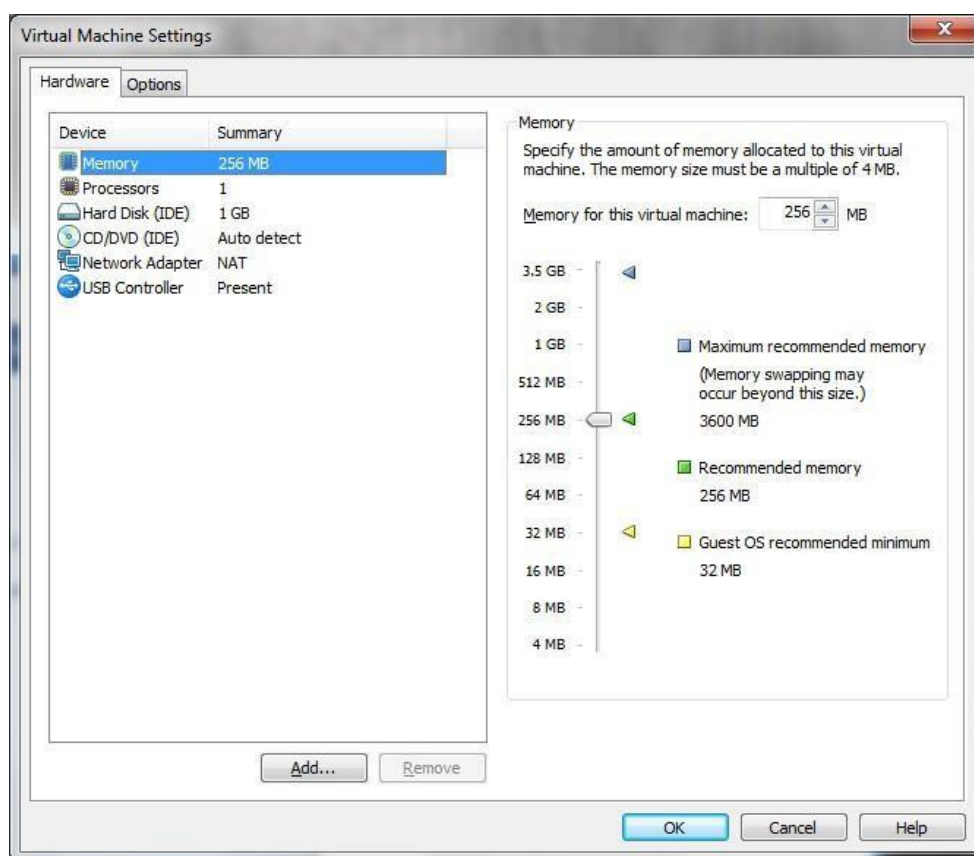 Virtual Machine Settings
Hardware Options
Device Summary
Memory 256 MB
Processors 1
Hard Disk (IDE) 1 GB
CD/DVD (IDE) Auto detect
Network Adapter NAT
USB Controller Present
Add... Remove
Memory
Specify the amount of memory allocated to this virtual
machine. The memory size must be a multiple of 4 MB.
Memory for this virtual machine: 256 MB
3.5 GB
2 GB
1 GB
512 MB
256 MB
128 MB
64 MB
32 MB
16 MB
8 MB
4 MB
Maximum recommended memory
(Memory swapping may
occur beyond this size.)
3600 MB
Recommended memory
256 MB
Guest OS recommended minimum
32 MB
OK Cancel Help